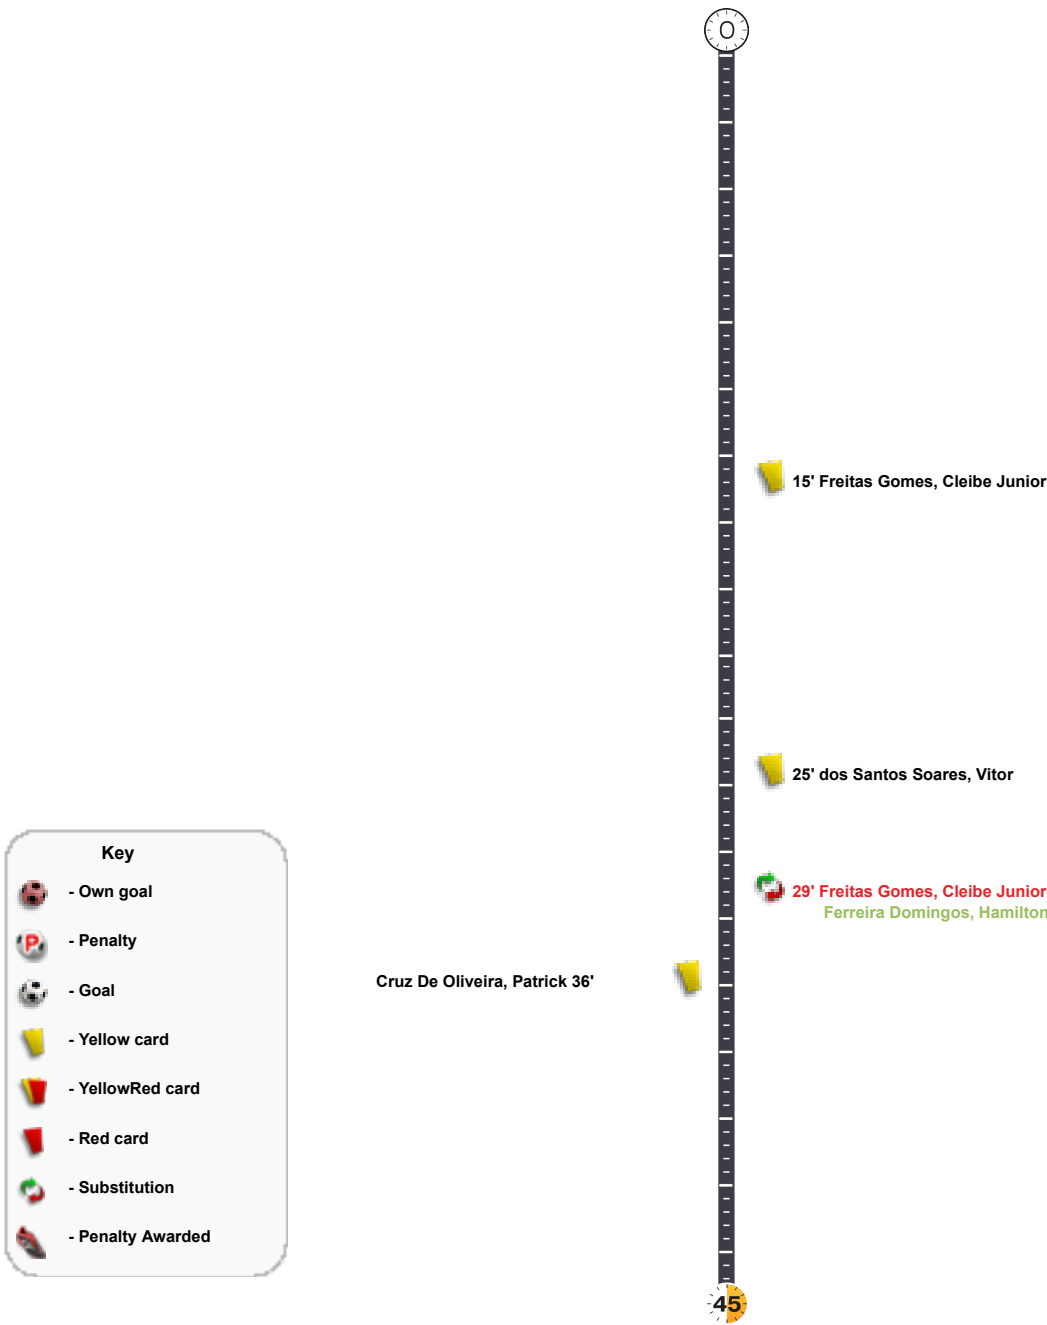 0
15' Freitas Gomes, Cleibe Junior
25' dos Santos Soares, Vitor
Key
- Own goal
- Penalty
- Goal
- Yellow card
- YellowRed card
- Red card
- Substitution
- Penalty Awarded
P
29' Freitas Gomes, Cleibe Junior
Ferreira Domingos, Hamilton
Cruz De Oliveira, Patrick 36'
45